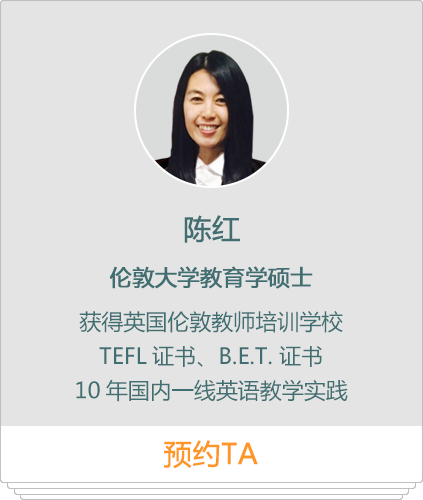 陈红
伦敦大学教育学硕士
获得英国伦敦教师培训学校
TEFL 证书、B.E.T. 证书
10 年国内一线英语教学实践
预约TA